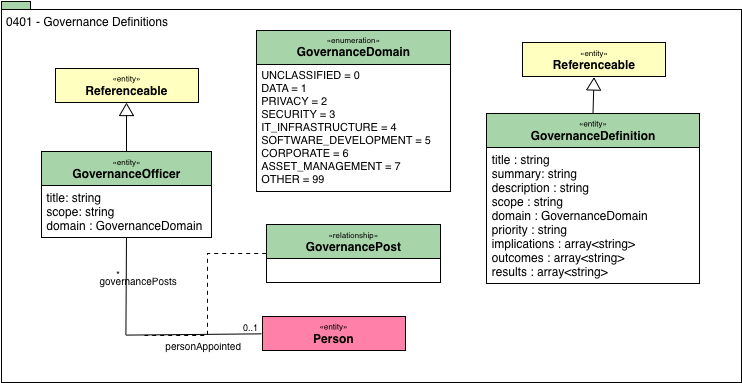 0401 - Governance Definitions
«entity»
Referenceable
«entity»
GovernanceOfficer
title: string
scope: string
domain : GovernanceDomain
*
governancePosts
«enumeration»
GovernanceDomain
UNCLASSIFIED = 0
DATA = 1
PRIVACY = 2
SECURITY = 3
IT_INFRASTRUCTURE = 4
SOFTWARE_DEVELOPMENT = 5
CORPORATE = 6
ASSET_MANAGEMENT = 7
OTHER = 99
«relationship»
GovernancePost
0..1
personAppointed
«entity»
Person
«entity»
Referenceable
«entity»
GovernanceDefinition
title : string
summary: string
description : string
scope : string
domain : GovernanceDomain
priority : string
implications : array<string>
outcomes : array<string>
results : array<string>